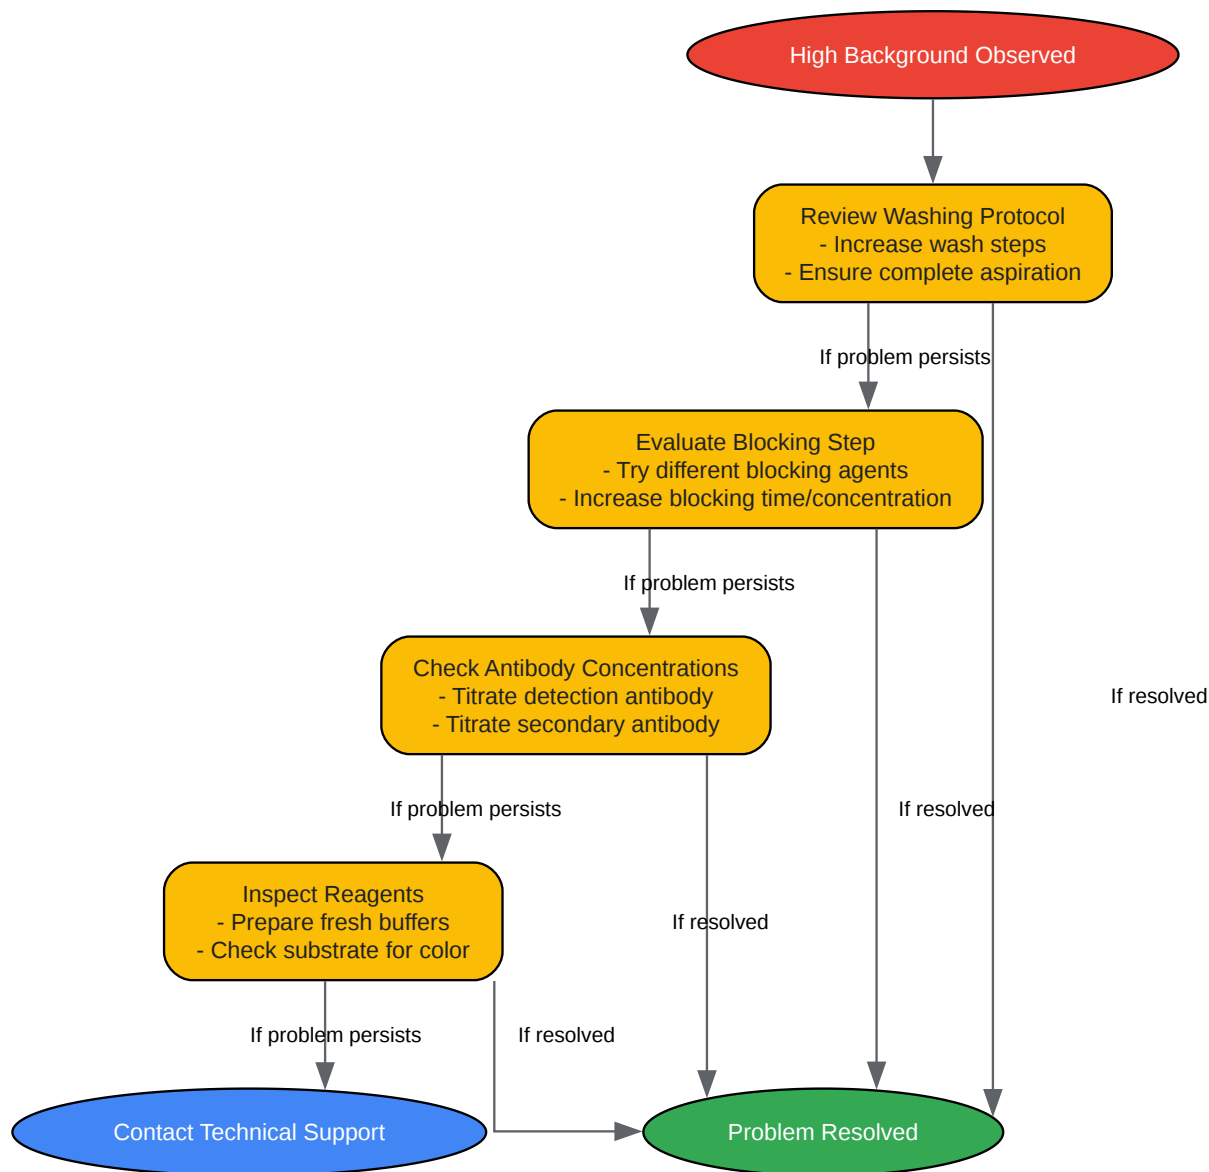 High Background Observed
Review Washing Protocol
- Increase wash steps
- Ensure complete aspiration
If problem persists
Evaluate Blocking Step
- Try different blocking agents
- Increase blocking time/concentration
If problem persists
Check Antibody Concentrations
- Titrate detection antibody
- Titrate secondary antibody
If resolved
If problem persists
If resolved
Inspect Reagents
- Prepare fresh buffers
- Check substrate for color
If resolved
If problem persists
If resolved
Contact Technical Support
Problem Resolved